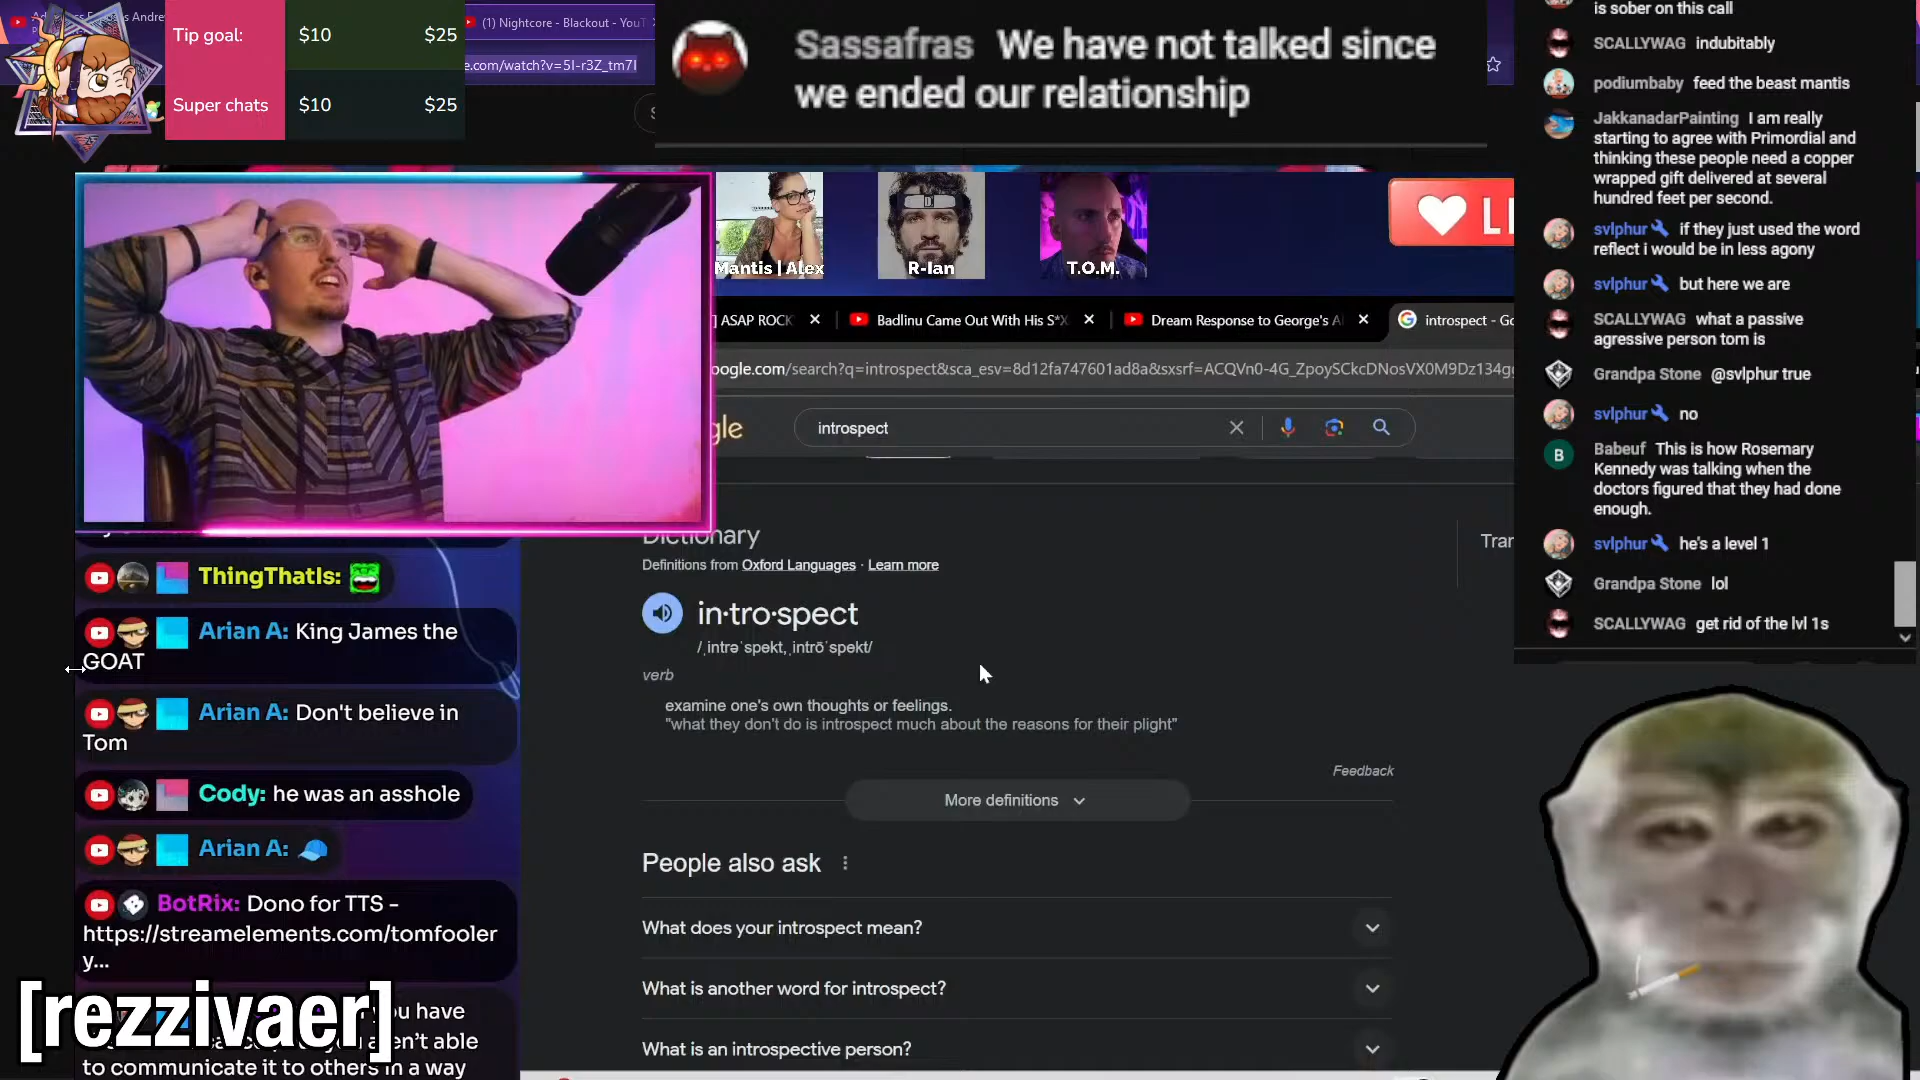 Tip goal: $10 $25
Super chats $10 $25
(1) Nightcore - Blackout - YouT
e.com/watch?v=5I-r3Z_tm7I
Sassafras We have not talked since
we ended our relationship
Mantis | Alex
R-Ian
T.O.M.
ASAP ROCK
Badlinu Came Out With His S*X
Dream Response to George's A
introspect - Go
introspect
Dictionary
Definitions from Oxford Languages · Learn more
in·tro·spect
/ˌintrəˈspekt,ˌintrōˈspekt/
verb
examine one's own thoughts or feelings.
"what they don't do is introspect much about the reasons for their plight"
Feedback
More definitions
People also ask
What does your introspect mean?
What is another word for introspect?
What is an introspective person?
ThingThatIs:
Arian A: King James the
GOAT
Arian A: Don't believe in
Tom
Cody: he was an asshole
Arian A:
BotRix: Dono for TTS -
https://streamelements.com/tomfooler
y...
you have
aren't able
to communicate it to others in a way
[rezzivaer]
is sober on this call
SCALLYWAG indubitably
podiumbaby feed the beast mantis
JakkanadarPainting I am really
starting to agree with Primordial and
thinking these people need a copper
wrapped gift delivered at several
hundred feet per second.
svlphur if they just used the word
reflect i would be in less agony
svlphur but here we are
SCALLYWAG what a passive
agressive person tom is
Grandpa Stone @svlphur true
svlphur no
B Babeuf This is how Rosemary
Kennedy was talking when the
doctors figured that they had done
enough.
svlphur he's a level 1
Grandpa Stone lol
SCALLYWAG get rid of the lvl 1s